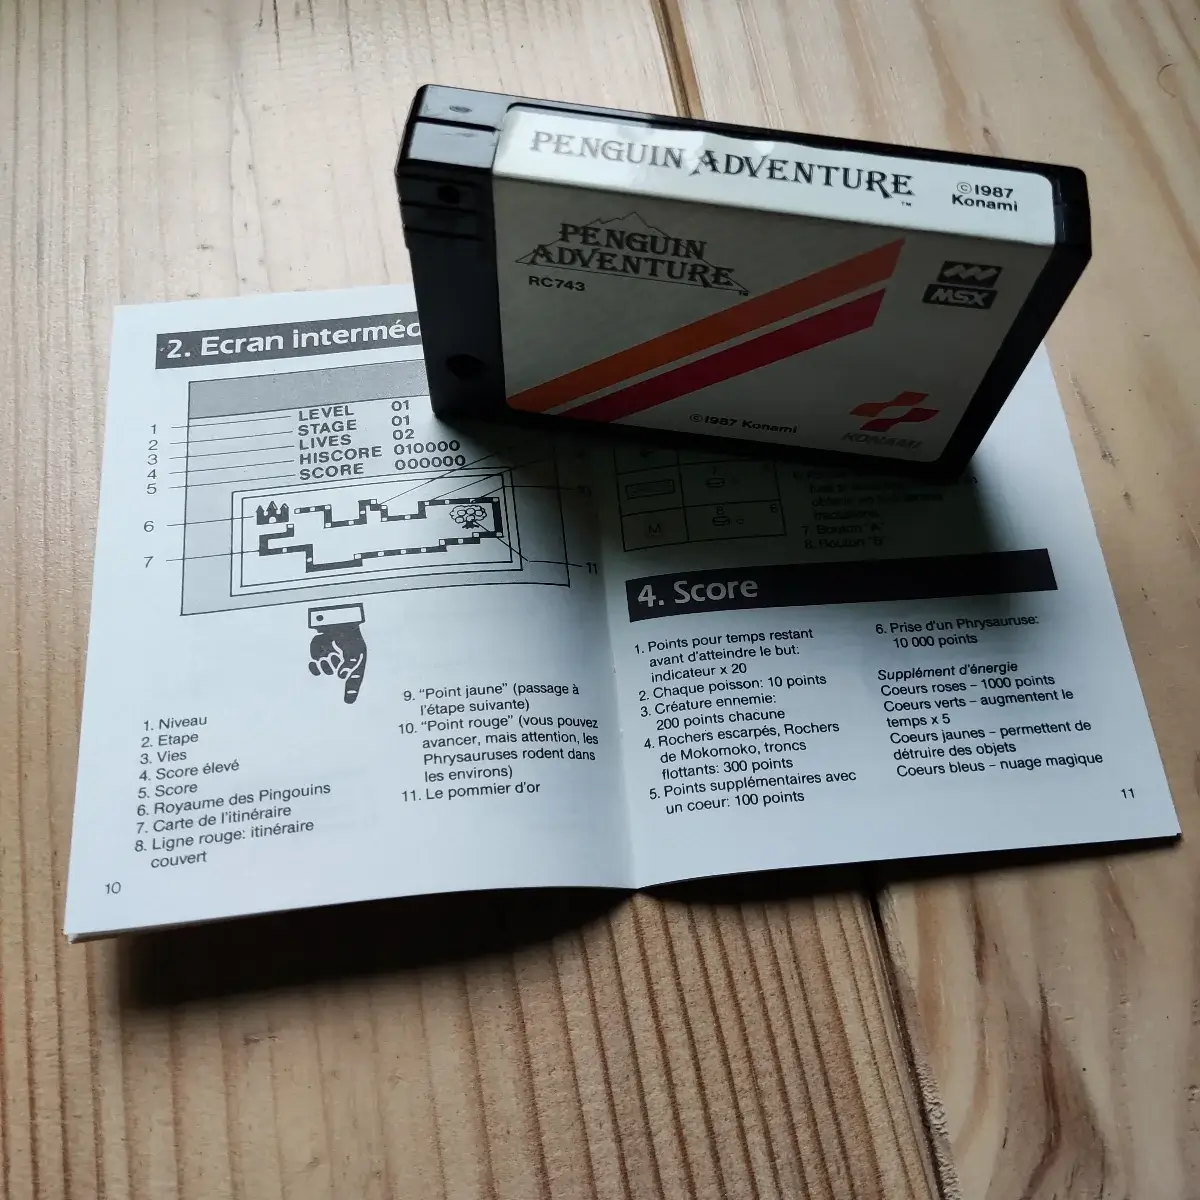 PENGUIN ADVENTURE ™
©1987
Konami
PENGUIN
ADVENTURE ™
RC743
MSX
©1987 Konami
KONAMI
2. Ecran interméd
LEVEL 01
STAGE 01
LIVES 02
HISCORE 010000
SCORE 000000
1
2
3
4
5
6
7
10
11
1. Niveau
2. Etape
3. Vies
4. Score élevé
5. Score
6. Royaume des Pingouins
7. Carte de l'itinéraire
8. Ligne rouge: itinéraire
couvert
9. "Point jaune" (passage à
l'étape suivante)
10. "Point rouge" (vous pouvez
avancer, mais attention, les
Phrysauruses rodent dans
les environs)
11. Le pommier d'or
10
M
8
6
7. Bouton "A"
8. Bouton "B"
4. Score
1. Points pour temps restant
avant d'atteindre le but:
indicateur x 20
2. Chaque poisson: 10 points
3. Créature ennemie:
200 points chacune
4. Rochers escarpés, Rochers
de Mokomoko, troncs
flottants: 300 points
5. Points supplémentaires avec
un coeur: 100 points
6. Prise d'un Phrysauruse:
10 000 points
Supplément d'énergie
Coeurs roses – 1000 points
Coeurs verts – augmentent le
temps x 5
Coeurs jaunes – permettent de
détruire des objets
Coeurs bleus – nuage magique
11